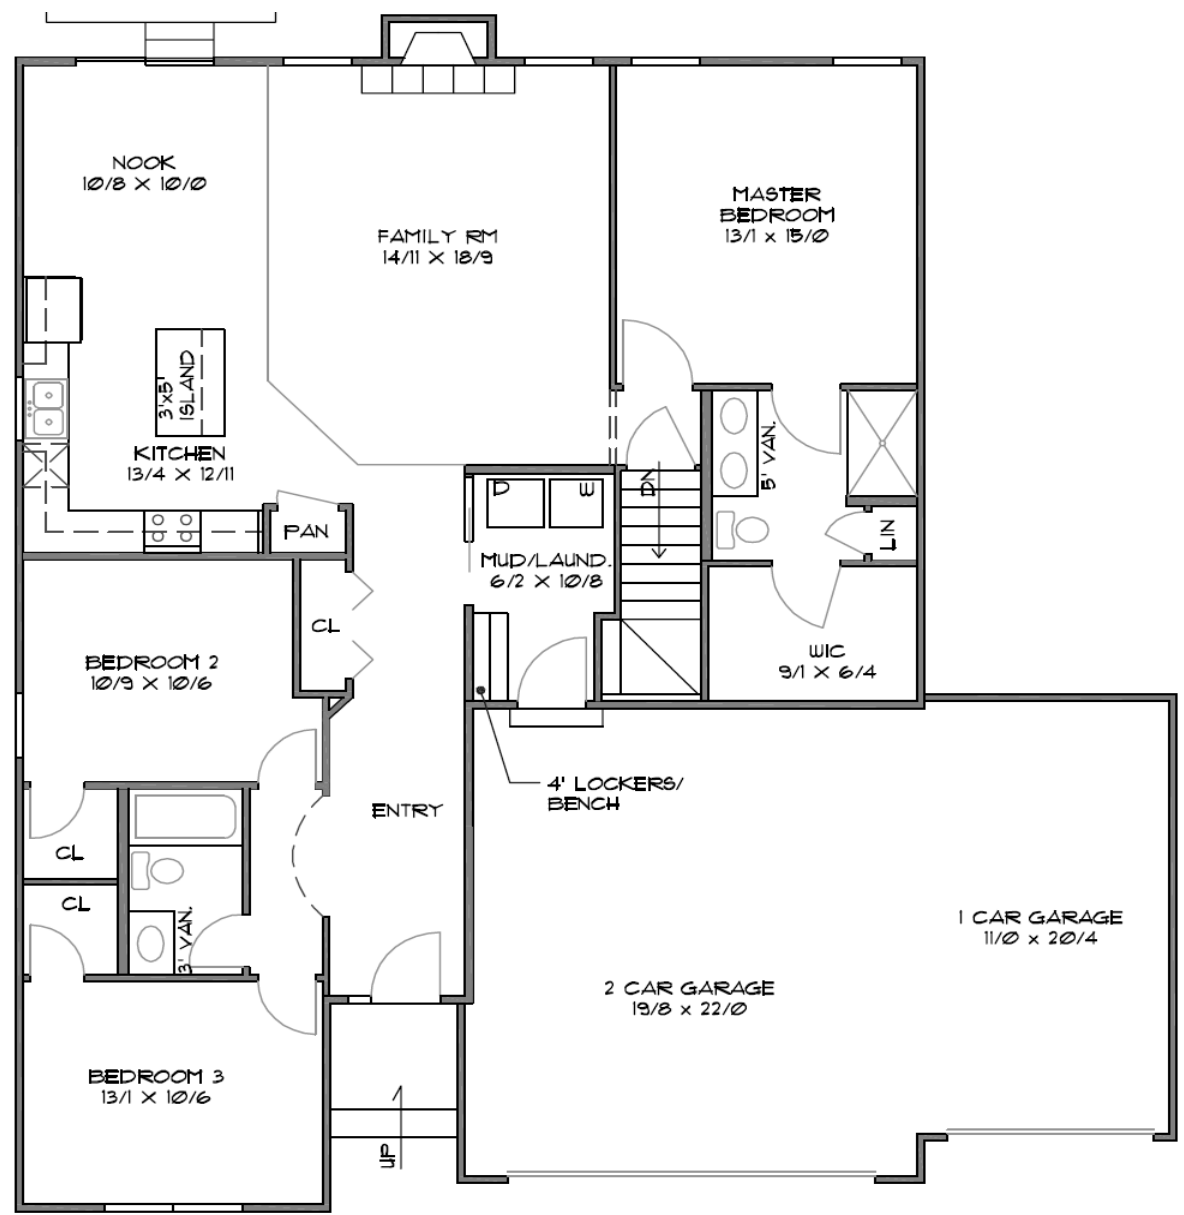 NOOK
10/8 X 10/0
MASTER
BEDROOM
13/1 x 15/0
FAMILY RM
14/11 X 18/9
3'x5'
ISLAND
KITCHEN
13/4 X 12/11
5' VAN.
DN
D
W
PAN
LIN
MUD/LAUND.
6/2 X 10/8
CL
BEDROOM 2
10/9 X 10/6
WIC
9/1 X 6/4
4' LOCKERS/
BENCH
ENTRY
CL
CL
3' VAN.
1 CAR GARAGE
11/0 x 20/4
2 CAR GARAGE
19/8 x 22/0
BEDROOM 3
13/1 X 10/6
UP